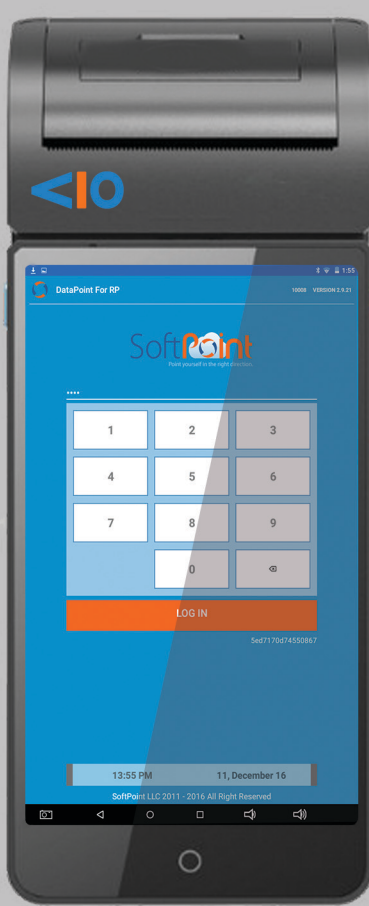 VIO
1:55
DataPoint For RP
10008 VERSION 2.9.21
SoftPoint
Point yourself in the right direction
••••
1 2 3
4 5 6
7 8 9
0
LOG IN
5ed7170d74550867
13:55 PM 11, December 16
SoftPoint LLC 2011 - 2016 All Right Reserved